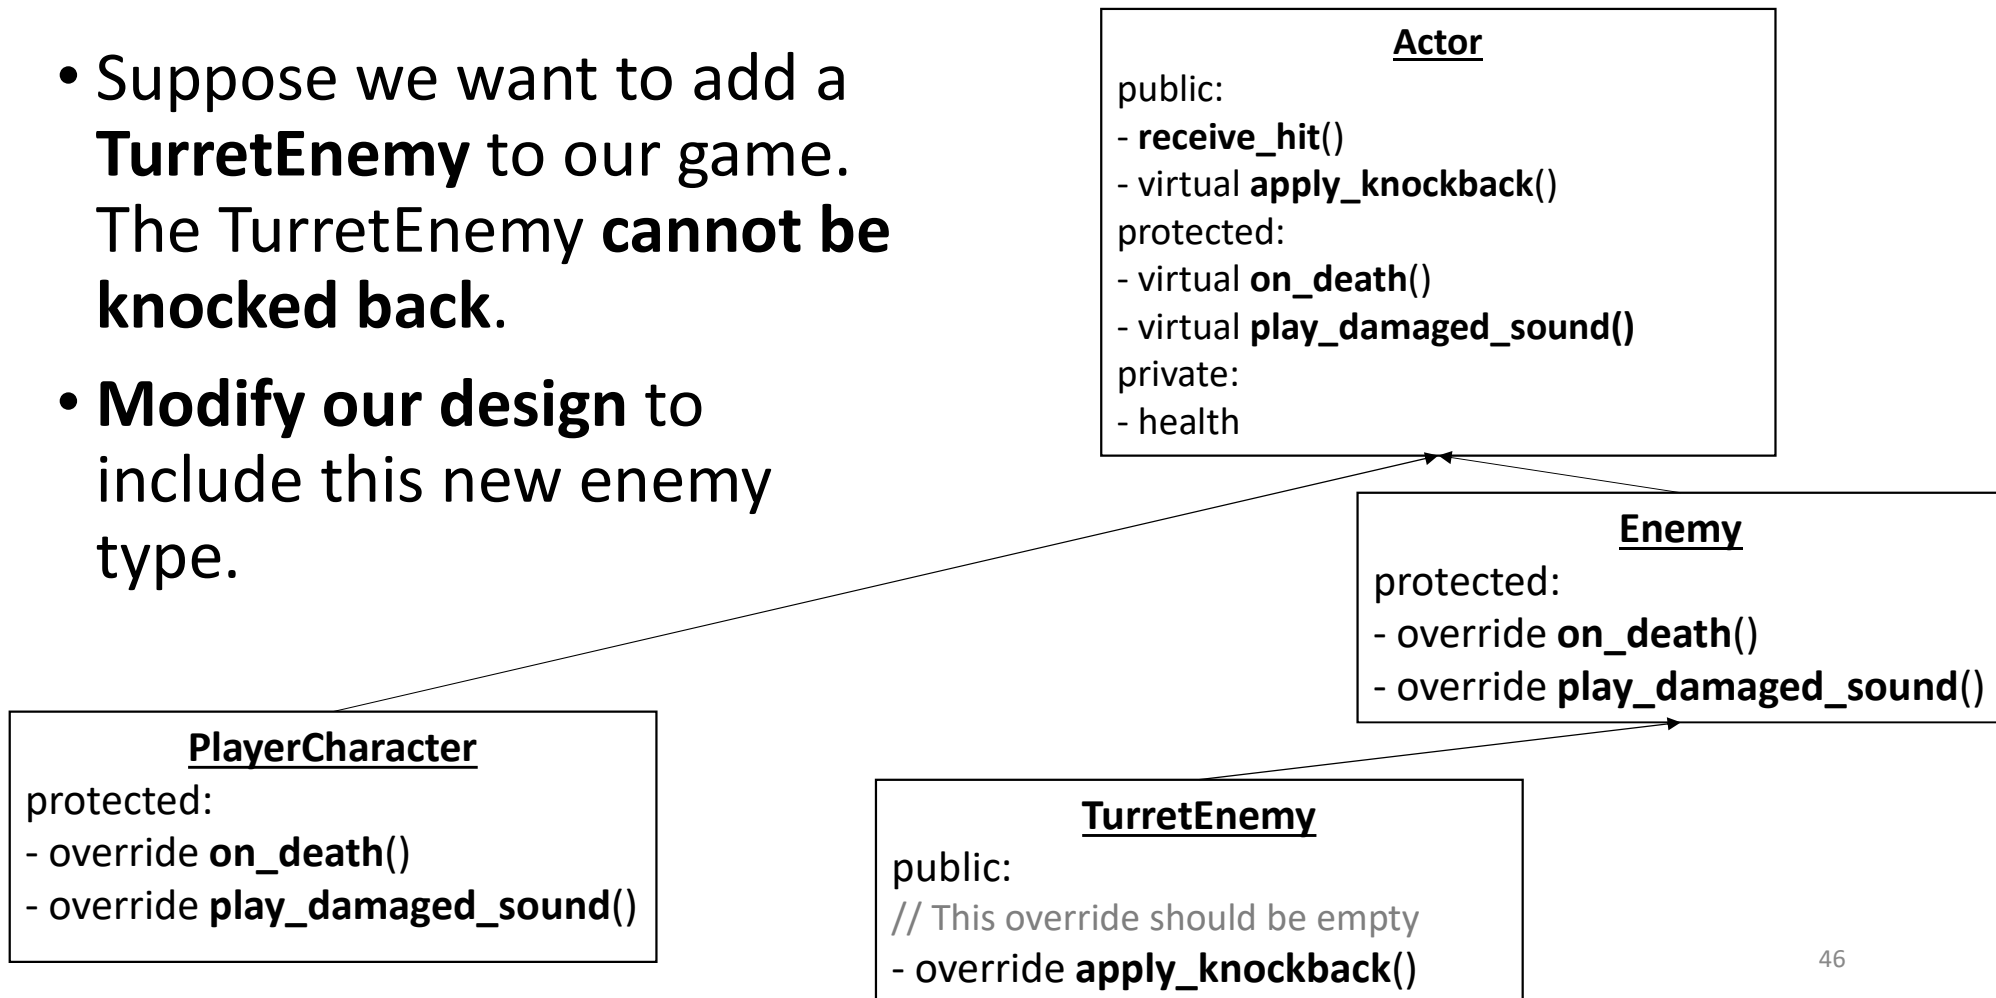 • Suppose we want to add a
TurretEnemy to our game.
The TurretEnemy cannot be
knocked back.
• Modify our design to
include this new enemy
type.
Actor
public:
- receive_hit()
- virtual apply_knockback()
protected:
- virtual on_death()
- virtual play_damaged_sound()
private:
- health
Enemy
protected:
- override on_death()
- override play_damaged_sound()
PlayerCharacter
protected:
- override on_death()
- override play_damaged_sound()
TurretEnemy
public:
// This override should be empty
- override apply_knockback()
46